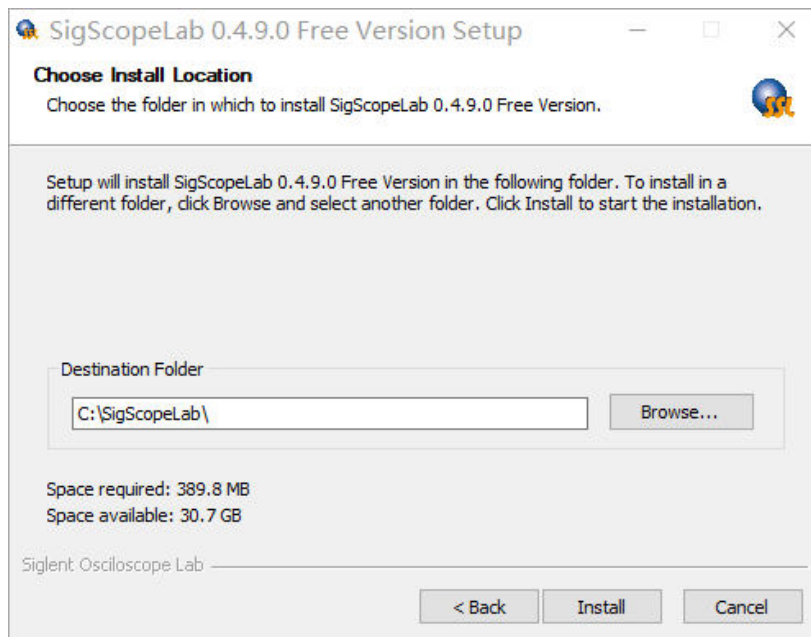 SigScopeLab 0.4.9.0 Free Version Setup
Choose Install Location
Choose the folder in which to install SigScopeLab 0.4.9.0 Free Version.
SSL
Setup will install SigScopeLab 0.4.9.0 Free Version in the following folder. To install in a
different folder, click Browse and select another folder. Click Install to start the installation.
Destination Folder
C:\SigScopeLab\
Browse...
Space required: 389.8 MB
Space available: 30.7 GB
Siglent Osciloscope Lab
< Back
Install
Cancel